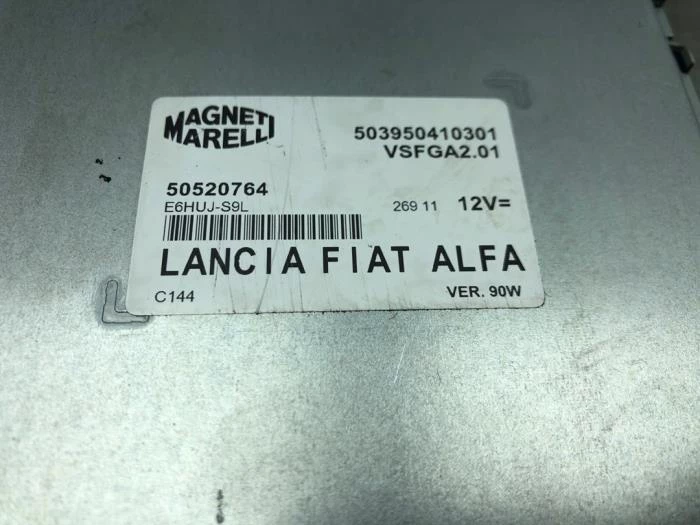 MAGNETI
MARELLI
503950410301
VSFGA2.01
50520764
E6HUJ-S9L
269 11 12V=
LANCIA FIAT ALFA
C144 VER. 90W